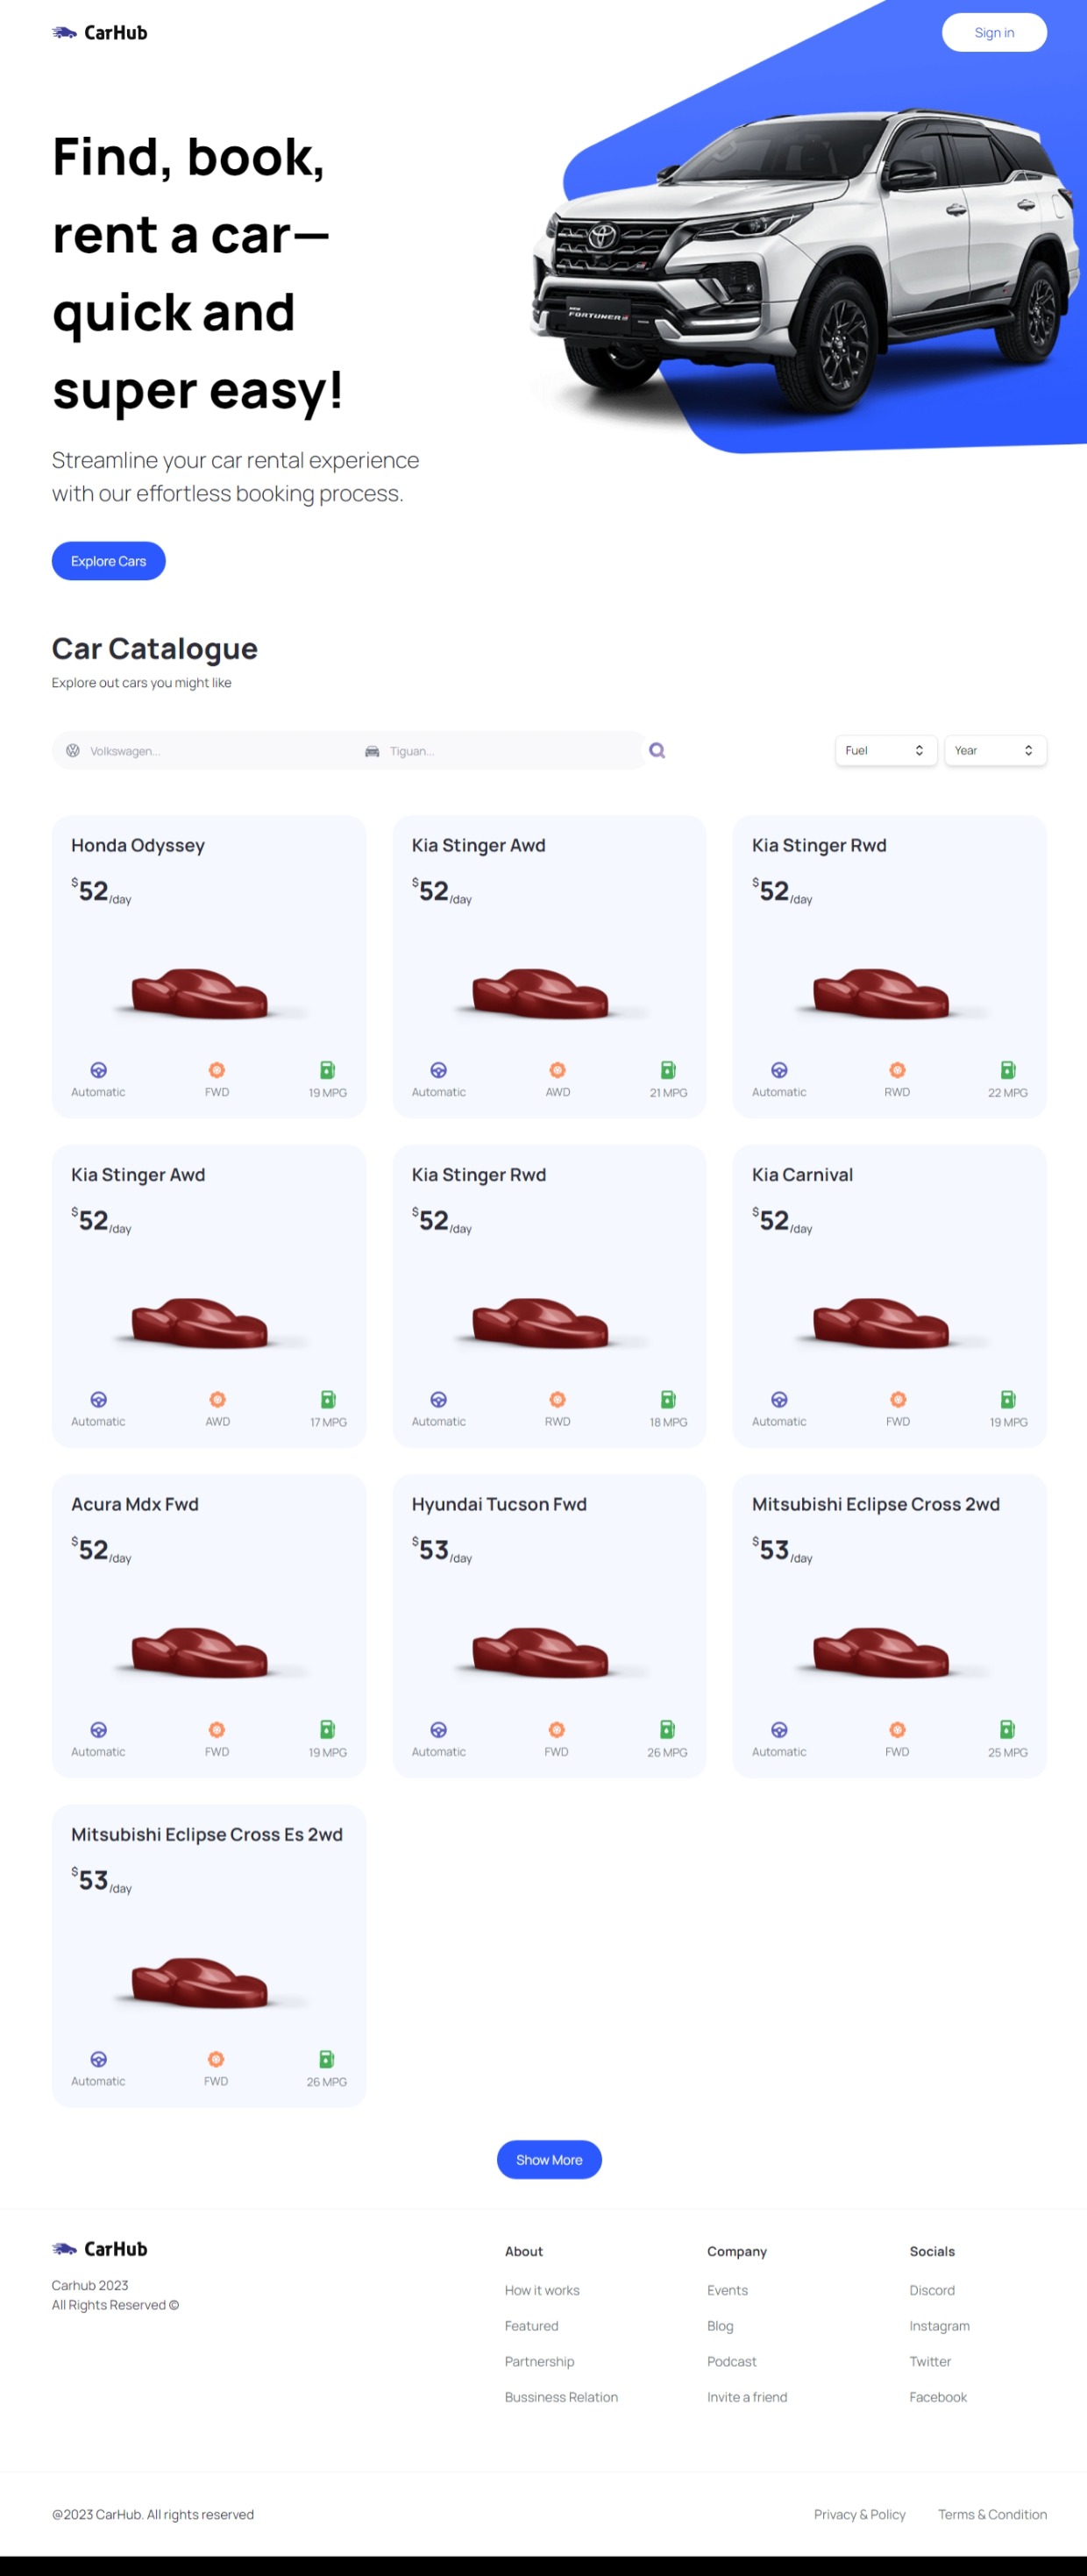 CarHub
Sign in
Find, book,
rent a car—
quick and
super easy!
FORTUNER
Streamline your car rental experience
with our effortless booking process.
Explore Cars
Car Catalogue
Explore out cars you might like
Volkswagen...
Tiguan...
Fuel
Year
Honda Odyssey
$52/day
Automatic
FWD
19 MPG
Kia Stinger Awd
$52/day
Automatic
AWD
21 MPG
Kia Stinger Rwd
$52/day
Automatic
RWD
22 MPG
Kia Stinger Awd
$52/day
Automatic
AWD
17 MPG
Kia Stinger Rwd
$52/day
Automatic
RWD
18 MPG
Kia Carnival
$52/day
Automatic
FWD
19 MPG
Acura Mdx Fwd
$52/day
Automatic
FWD
19 MPG
Hyundai Tucson Fwd
$53/day
Automatic
FWD
26 MPG
Mitsubishi Eclipse Cross 2wd
$53/day
Automatic
FWD
25 MPG
Mitsubishi Eclipse Cross Es 2wd
$53/day
Automatic
FWD
26 MPG
Show More
CarHub
Carhub 2023
All Rights Reserved ©
About
How it works
Featured
Partnership
Bussiness Relation
Company
Events
Blog
Podcast
Invite a friend
Socials
Discord
Instagram
Twitter
Facebook
@2023 CarHub. All rights reserved
Privacy & Policy
Terms & Condition